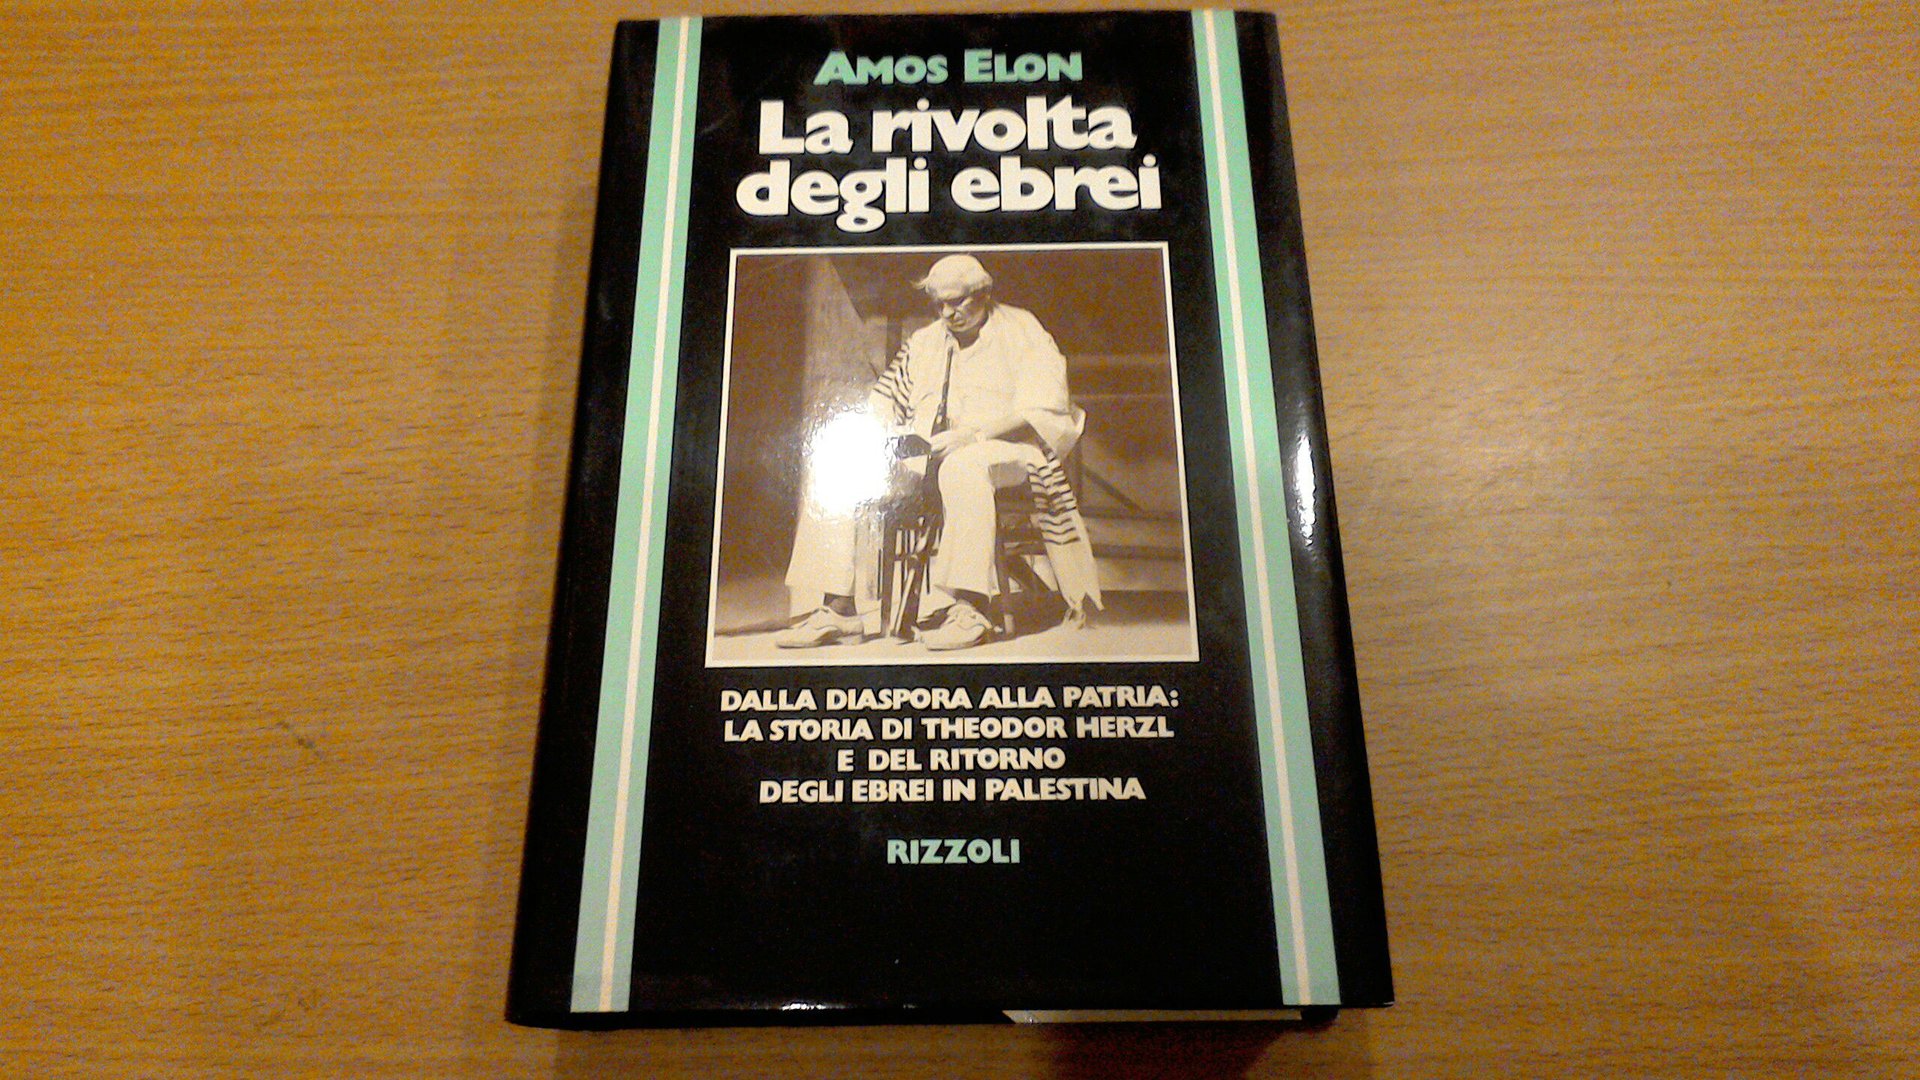 AMOS ELON
La rivolta
degli ebrei
DALLA DIASPORA ALLA PATRIA:
LA STORIA DI THEODOR HERZL
E DEL RITORNO
DEGLI EBREI IN PALESTINA
RIZZOLI